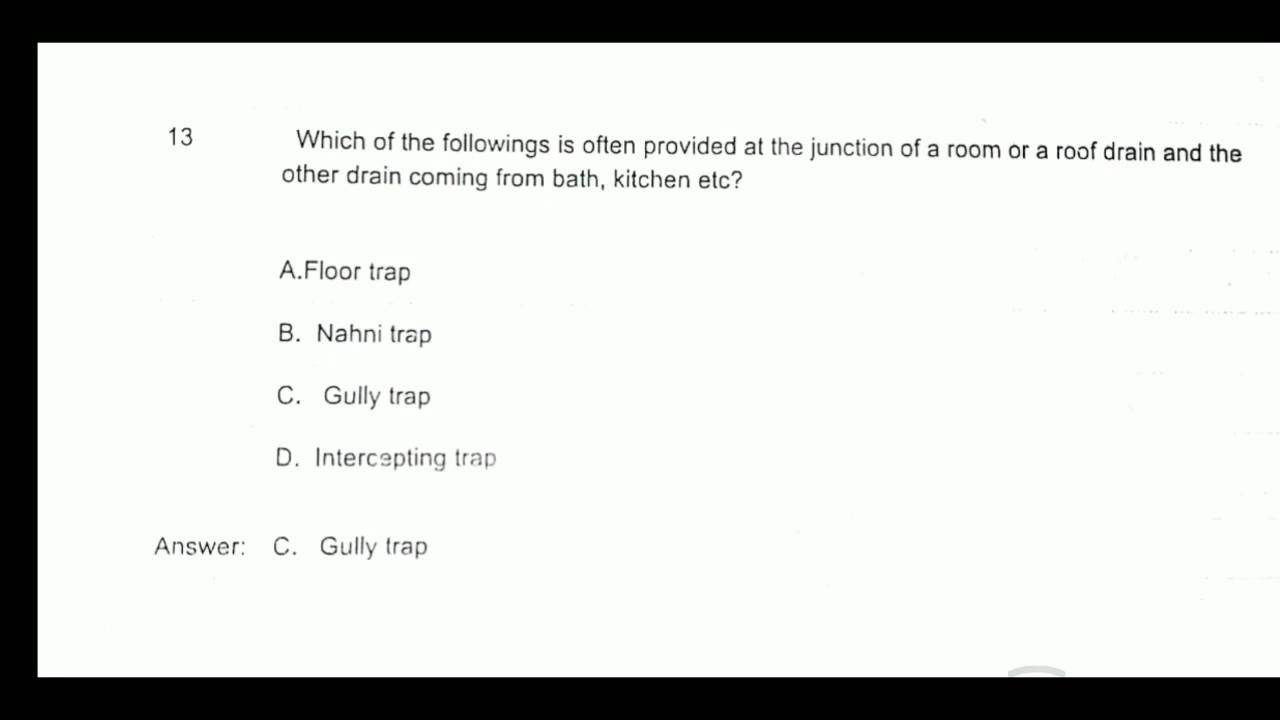 13 Which of the followings is often provided at the junction of a room or a roof drain and the
other drain coming from bath, kitchen etc?
A.Floor trap
B. Nahni trap
C. Gully trap
D. Intercepting trap
Answer: C. Gully trap